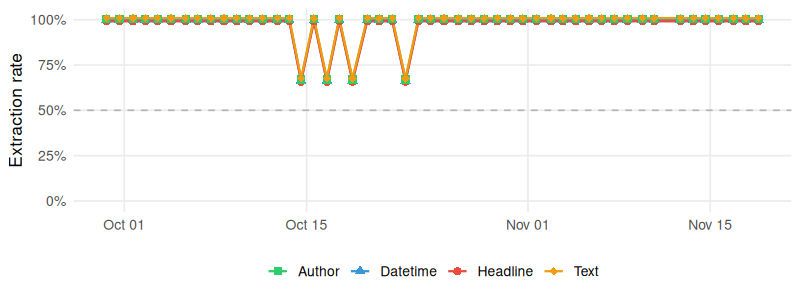 Extraction rate
100%
75%
50%
25%
0%
Oct 01 Oct 15 Nov 01 Nov 15
Author Datetime Headline Text